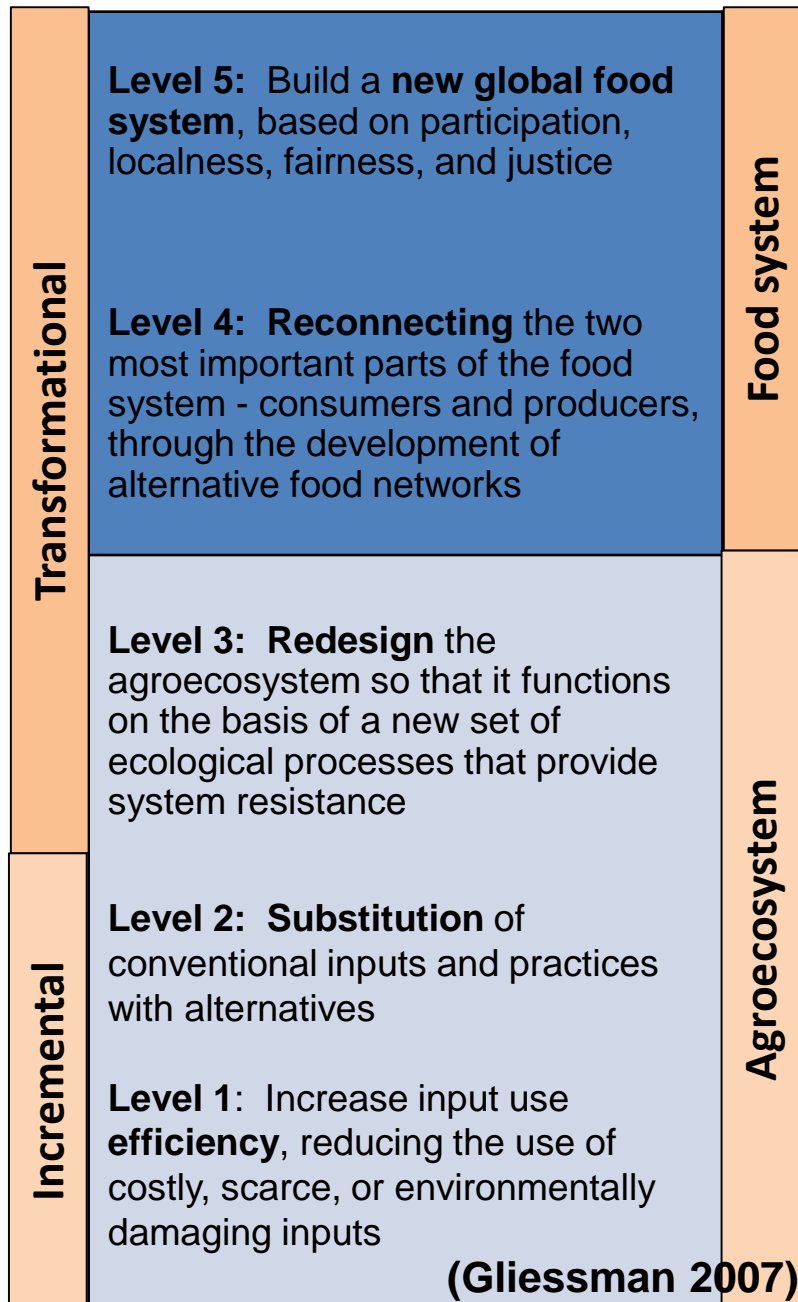 Level 5:  Build a new global food
system, based on participation,
localness, fairness, and justice
Level 4:  Reconnecting the two
most important parts of the food
system - consumers and producers,
through the development of
alternative food networks
Level 3:  Redesign the
agroecosystem so that it functions
on the basis of a new set of
ecological processes that provide
system resistance
Level 2:  Substitution of
conventional inputs and practices
with alternatives
Level 1:  Increase input use
efficiency, reducing the use of
costly, scarce, or environmentally
damaging inputs
(Gliessman 2007)
Transformational
Incremental
Food system
Agroecosystem